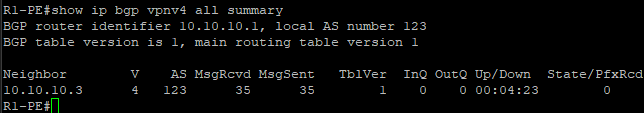 R1-PE#show ip bgp vpnv4 all summary
BGP router identifier 10.10.10.1, local AS number 123
BGP table version is 1, main routing table version 1

Neighbor        V    AS MsgRcvd MsgSent   TblVer  InQ OutQ Up/Down  State/PfxRcd
10.10.10.3      4   123      35      35        1    0    0 00:04:23        0
R1-PE#